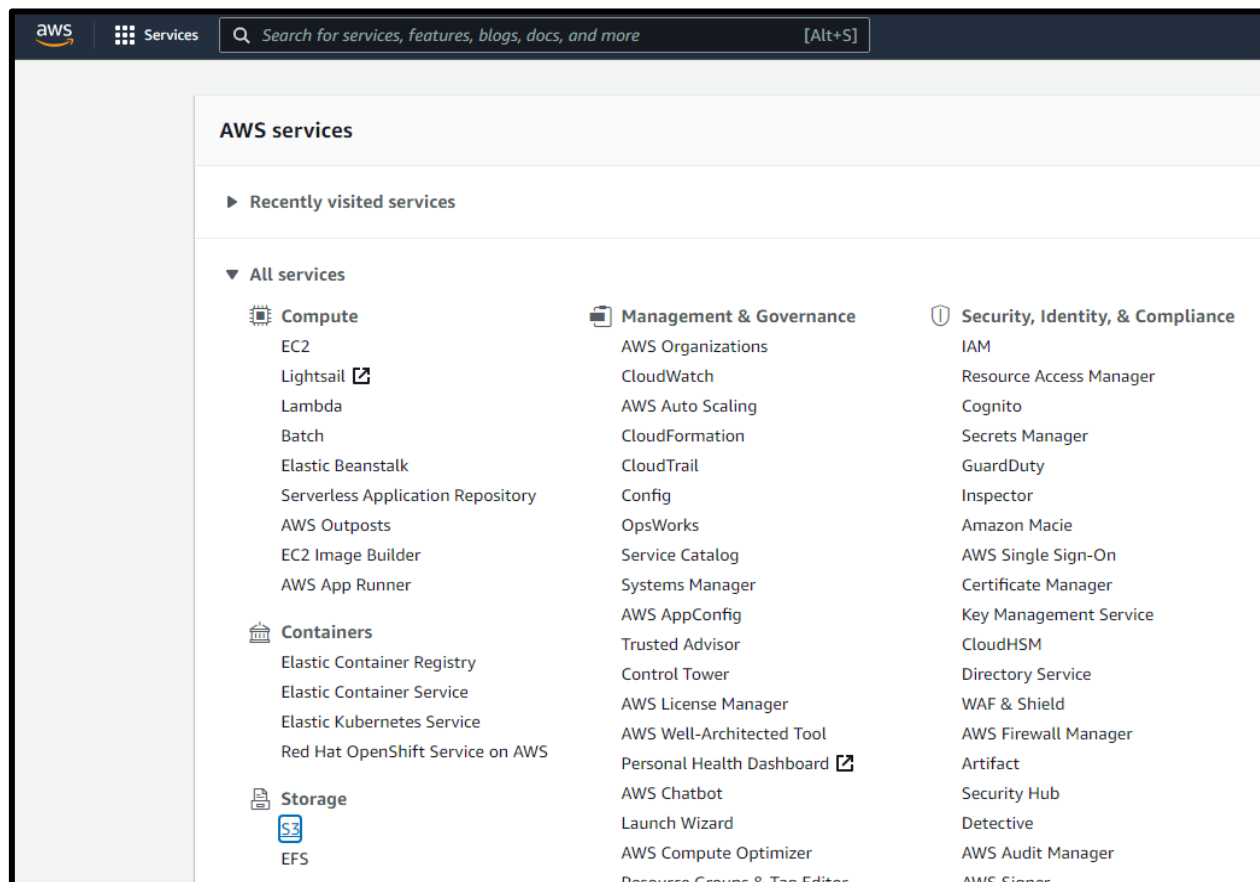 aws Services Search for services, features, blogs, docs, and more [Alt+S]
AWS services
Recently visited services
All services
Compute
EC2
Lightsail
Lambda
Batch
Elastic Beanstalk
Serverless Application Repository
AWS Outposts
EC2 Image Builder
AWS App Runner
Containers
Elastic Container Registry
Elastic Container Service
Elastic Kubernetes Service
Red Hat OpenShift Service on AWS
Storage
S3
EFS
Management & Governance
AWS Organizations
CloudWatch
AWS Auto Scaling
CloudFormation
CloudTrail
Config
OpsWorks
Service Catalog
Systems Manager
AWS AppConfig
Trusted Advisor
Control Tower
AWS License Manager
AWS Well-Architected Tool
Personal Health Dashboard
AWS Chatbot
Launch Wizard
AWS Compute Optimizer
Resource Groups & Tag Editor
Security, Identity, & Compliance
IAM
Resource Access Manager
Cognito
Secrets Manager
GuardDuty
Inspector
Amazon Macie
AWS Single Sign-On
Certificate Manager
Key Management Service
CloudHSM
Directory Service
WAF & Shield
AWS Firewall Manager
Artifact
Security Hub
Detective
AWS Audit Manager
AWS Signer